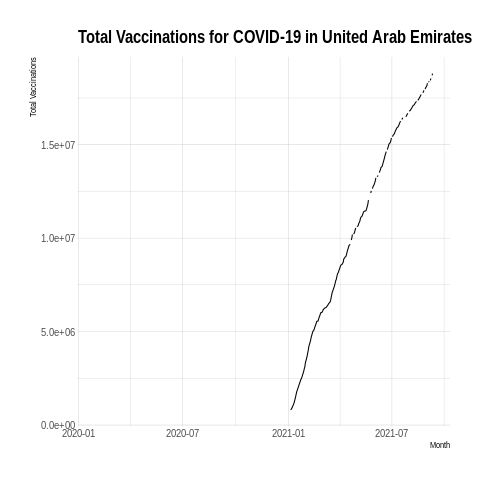 Total Vaccinations for COVID-19 in United Arab Emirates
Total Vaccinations
1.5e+07
1.0e+07
5.0e+06
0.0e+00
2020-01 2020-07 2021-01 2021-07
Month